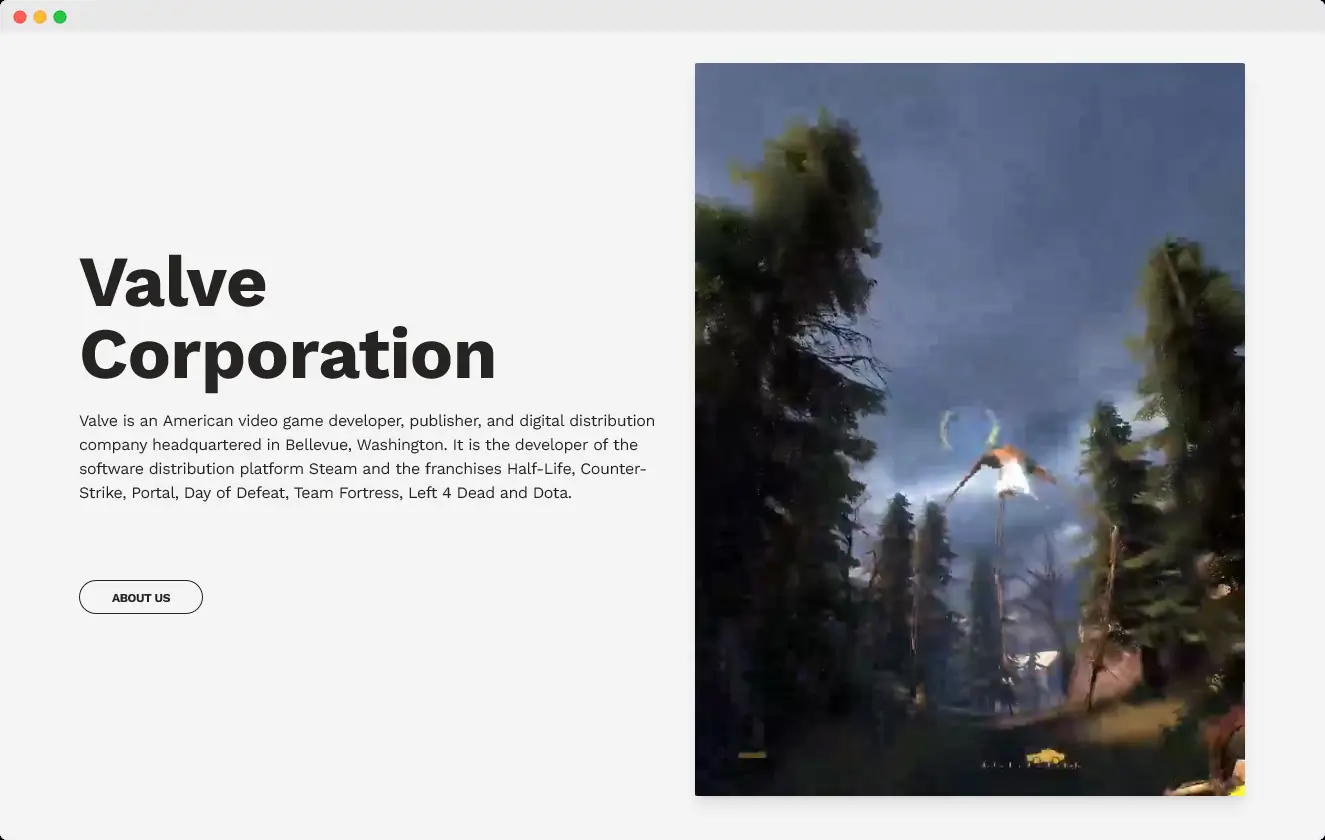 Valve
Corporation
Valve is an American video game developer, publisher, and digital distribution
company headquartered in Bellevue, Washington. It is the developer of the
software distribution platform Steam and the franchises Half-Life, Counter-
Strike, Portal, Day of Defeat, Team Fortress, Left 4 Dead and Dota.
ABOUT US